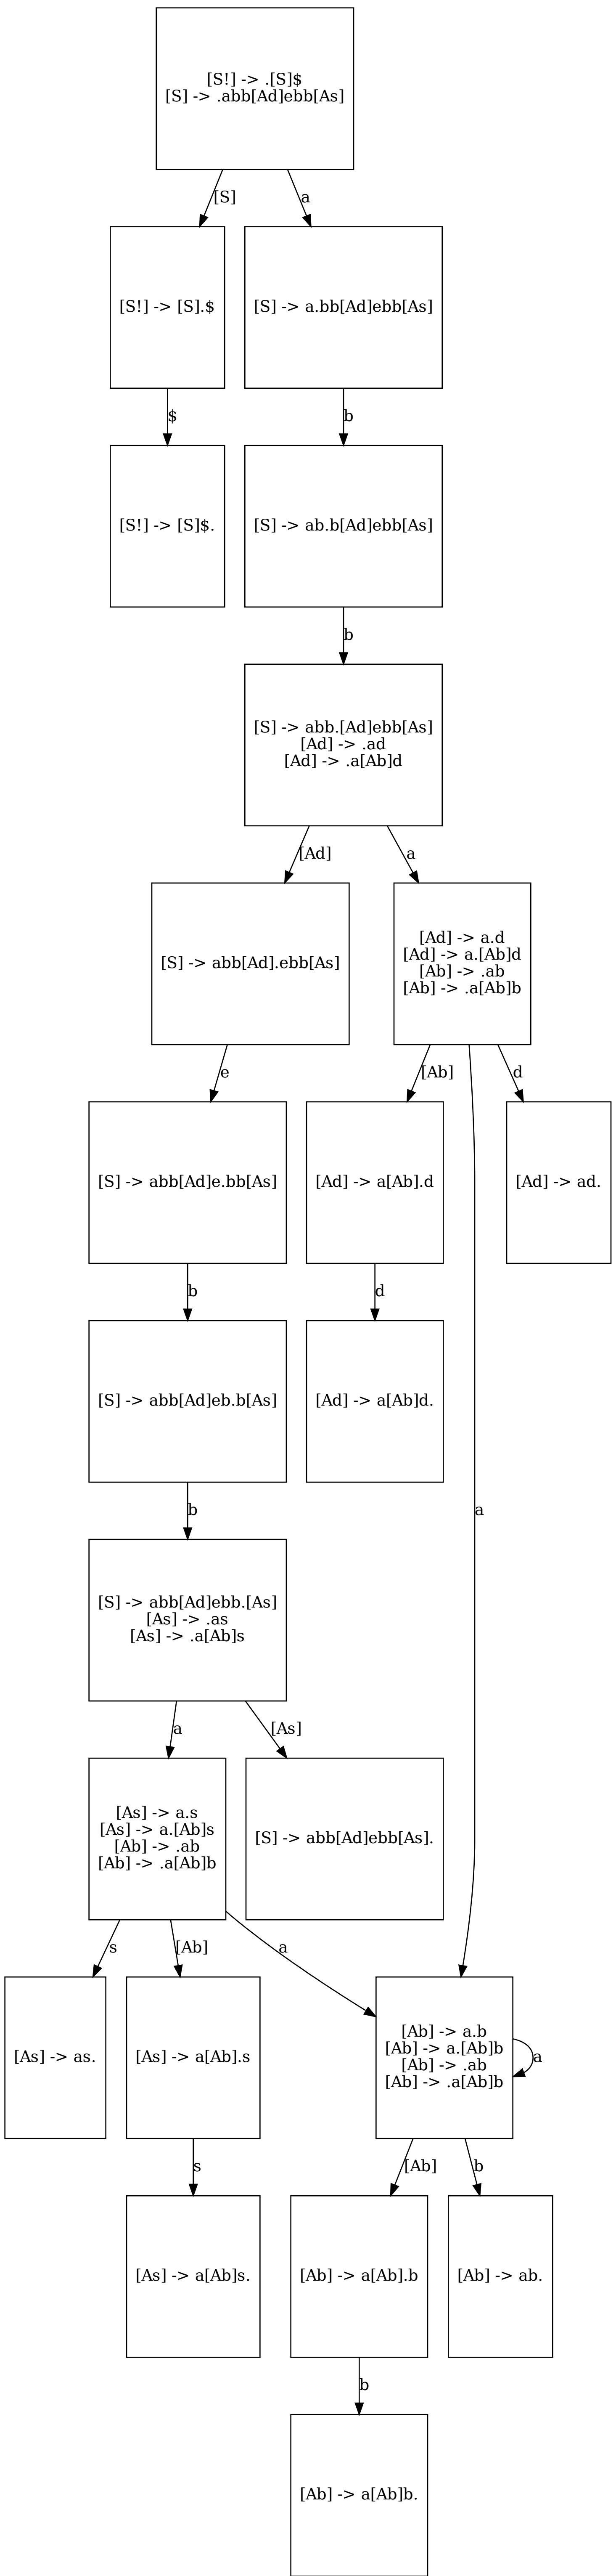 [S!] -> .[S]$
[S] -> .abb[Ad]ebb[As]
[S]
a
[S!] -> [S].$
[S] -> a.bb[Ad]ebb[As]
$
b
[S!] -> [S]$.
[S] -> ab.b[Ad]ebb[As]
b
[S] -> abb.[Ad]ebb[As]
[Ad] -> .ad
[Ad] -> .a[Ab]d
[Ad]
a
[S] -> abb[Ad].ebb[As]
[Ad] -> a.d
[Ad] -> a.[Ab]d
[Ab] -> .ab
[Ab] -> .a[Ab]b
e
[Ab]
d
[S] -> abb[Ad]e.bb[As]
[Ad] -> a[Ab].d
[Ad] -> ad.
b
d
[S] -> abb[Ad]eb.b[As]
[Ad] -> a[Ab]d.
b
a
[S] -> abb[Ad]ebb.[As]
[As] -> .as
[As] -> .a[Ab]s
a
[As]
[As] -> a.s
[As] -> a.[Ab]s
[Ab] -> .ab
[Ab] -> .a[Ab]b
[S] -> abb[Ad]ebb[As].
s
[Ab]
a
[As] -> as.
[As] -> a[Ab].s
[Ab] -> a.b
[Ab] -> a.[Ab]b
[Ab] -> .ab
[Ab] -> .a[Ab]b
a
s
[Ab]
b
[As] -> a[Ab]s.
[Ab] -> a[Ab].b
[Ab] -> ab.
b
[Ab] -> a[Ab]b.